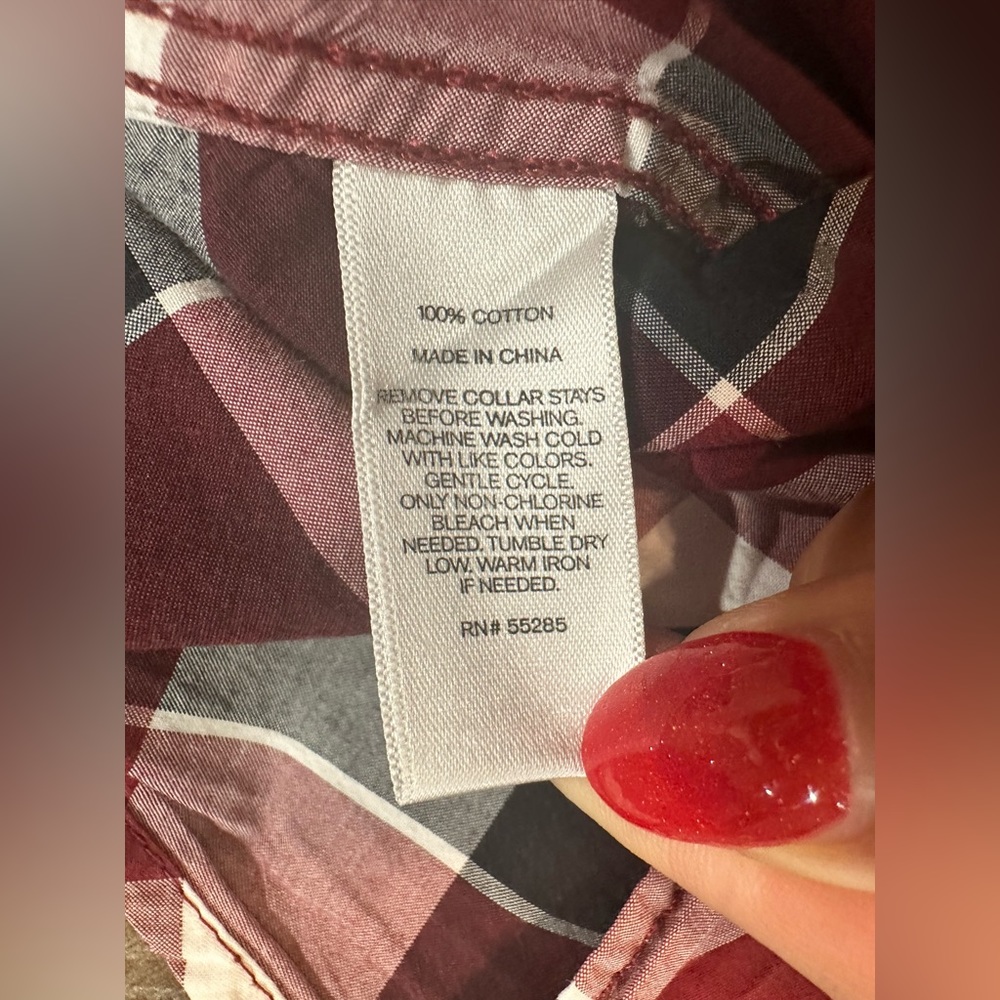 100% COTTON
MADE IN CHINA
REMOVE COLLAR STAYS
BEFORE WASHING.
MACHINE WASH COLD
WITH LIKE COLORS.
GENTLE CYCLE.
ONLY NON-CHLORINE
BLEACH WHEN
NEEDED. TUMBLE DRY
LOW. WARM IRON
IF NEEDED.
RN# 55285